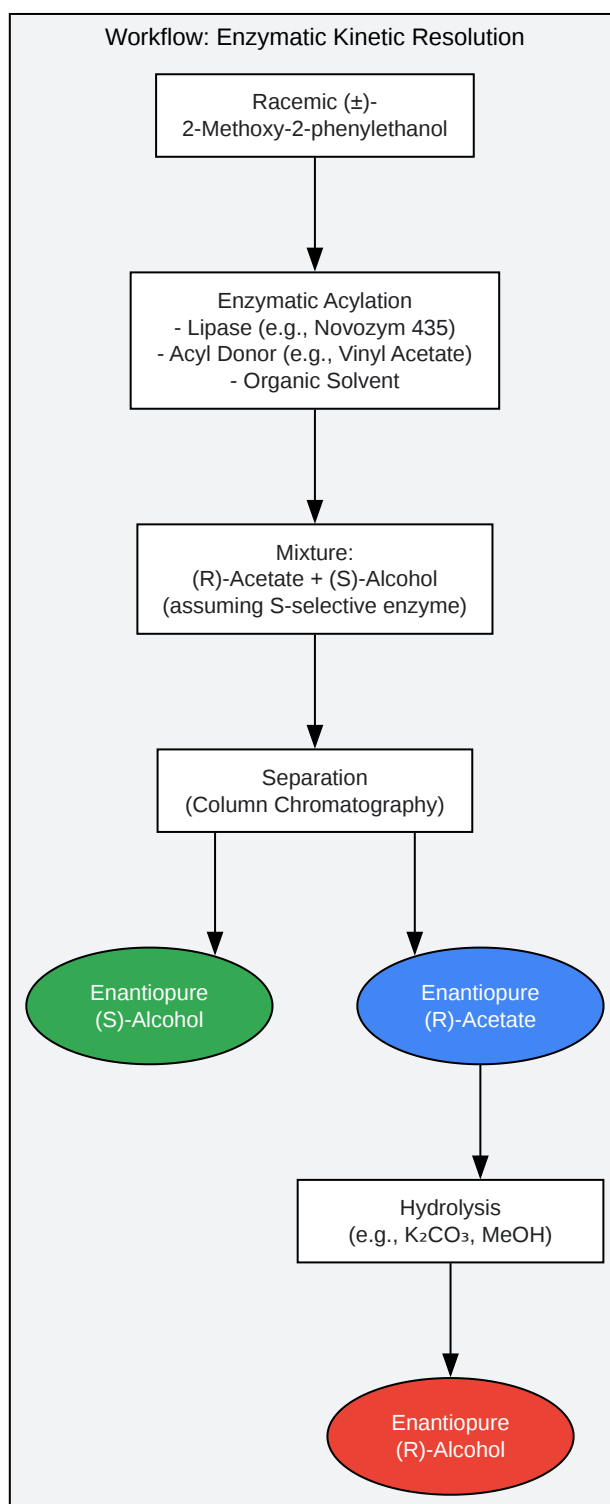 Workflow: Enzymatic Kinetic Resolution
Racemic (±)-
2-Methoxy-2-phenylethanol
Enzymatic Acylation
- Lipase (e.g., Novozym 435)
- Acyl Donor (e.g., Vinyl Acetate)
- Organic Solvent
Mixture:
(R)-Acetate + (S)-Alcohol
(assuming S-selective enzyme)
Separation
(Column Chromatography)
Enantiopure
(S)-Alcohol
Enantiopure
(R)-Acetate
Hydrolysis
(e.g., K₂CO₃, MeOH)
Enantiopure
(R)-Alcohol